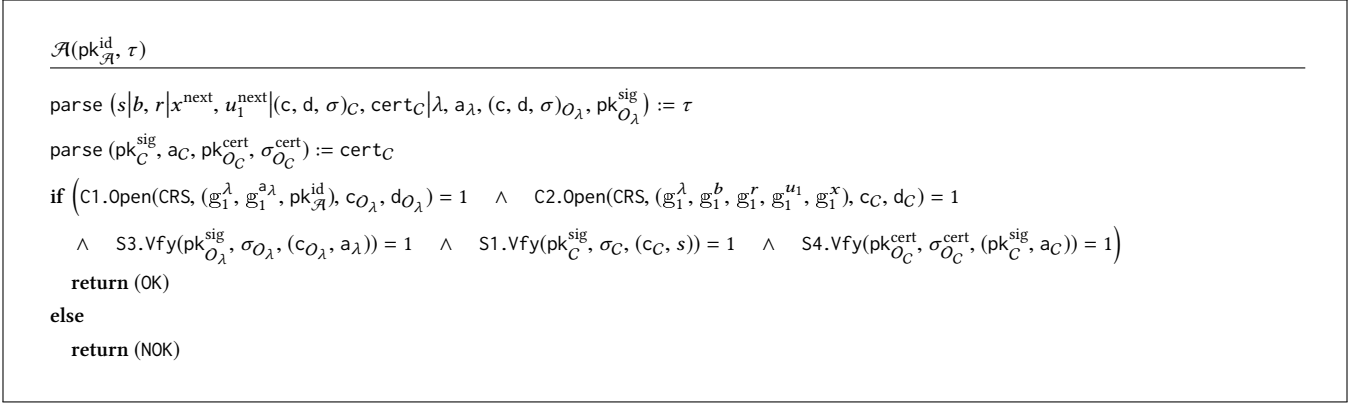 𝒜(pk^id_𝒜, τ)
parse (s|b, r|x^next, u_1^next|(c, d, σ)_C, cert_C|λ, a_λ, (c, d, σ)_{O_λ}, pk^sig_{O_λ}) := τ
parse (pk^sig_C, a_C, pk^cert_{O_C}, σ^cert_{O_C}) := cert_C
if (C1.Open(CRS, (g_1^λ, g_1^{a_λ}, pk^id_𝒜), c_{O_λ}, d_{O_λ}) = 1 ∧ C2.Open(CRS, (g_1^λ, g_1^b, g_1^r, g_1^{u_1}, g_1^x), c_C, d_C) = 1
∧ S3.Vfy(pk^sig_{O_λ}, σ_{O_λ}, (c_{O_λ}, a_λ)) = 1 ∧ S1.Vfy(pk^sig_C, σ_C, (c_C, s)) = 1 ∧ S4.Vfy(pk^cert_{O_C}, σ^cert_{O_C}, (pk^sig_C, a_C)) = 1)
return (OK)
else
return (NOK)